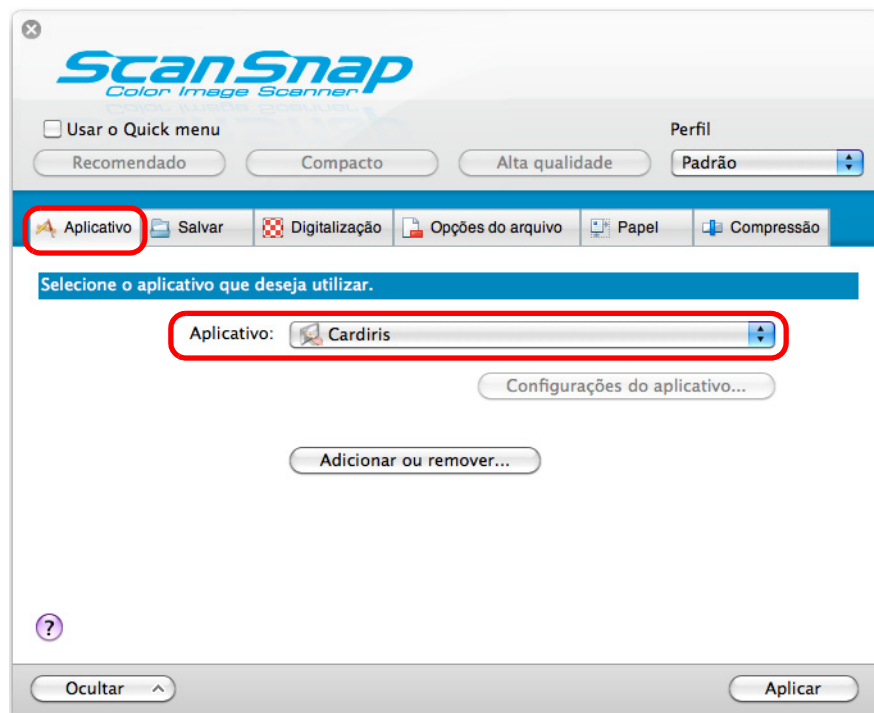 ScanSnap
Color Image Scanner
Usar o Quick menu
Perfil
Recomendado Compacto Alta qualidade Padrão
Aplicativo Salvar Digitalização Opções do arquivo Papel Compressão
Selecione o aplicativo que deseja utilizar.
Aplicativo: Cardiris
Configurações do aplicativo...
Adicionar ou remover...
?
Ocultar Aplicar